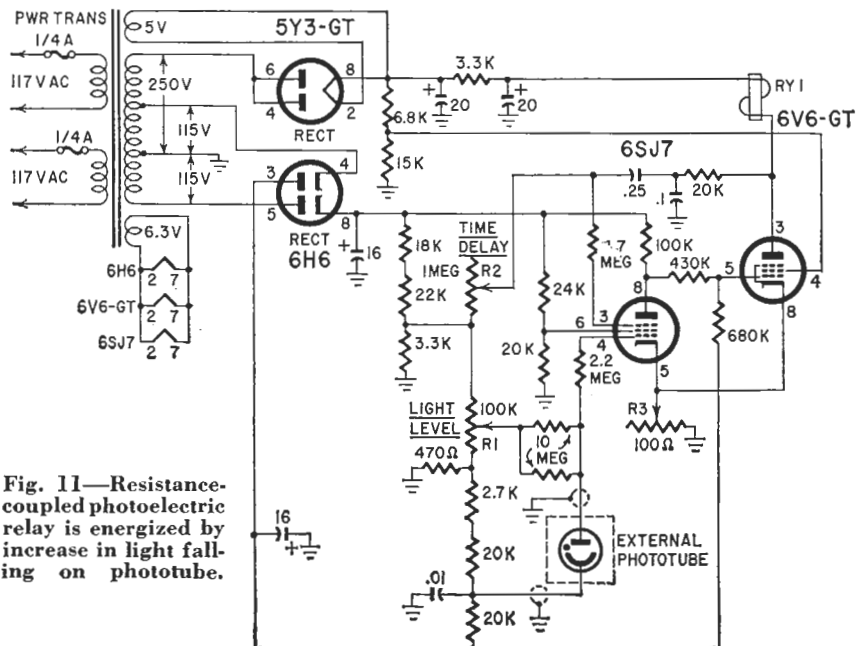 PWR TRANS
1/4 A
117 V AC
1/4 A
117 V AC
5V
250V
115V
115V
6.3V
6H6
2 7
6V6-GT
2 7
6SJ7
2 7
5Y3-GT
6
4
8
2
RECT
3
5
4
8
RECT
6H6
6.8K
15K
+
20
3.3K
+
20
RY1
6V6-GT
6SJ7
.25
.1
20K
+
16
18K
22K
3.3K
TIME
DELAY
1MEG
R2
24K
20K
MEG
100K
430K
8
3
6
4
5
2.2
MEG
3
5
4
8
680K
R3
100Ω
LIGHT
LEVEL
100K
R1
470Ω
10
MEG
2.7K
20K
.01
20K
16
+
EXTERNAL
PHOTOTUBE
Fig. 11—Resistance-
coupled photoelectric
relay is energized by
increase in light fall-
ing on phototube.